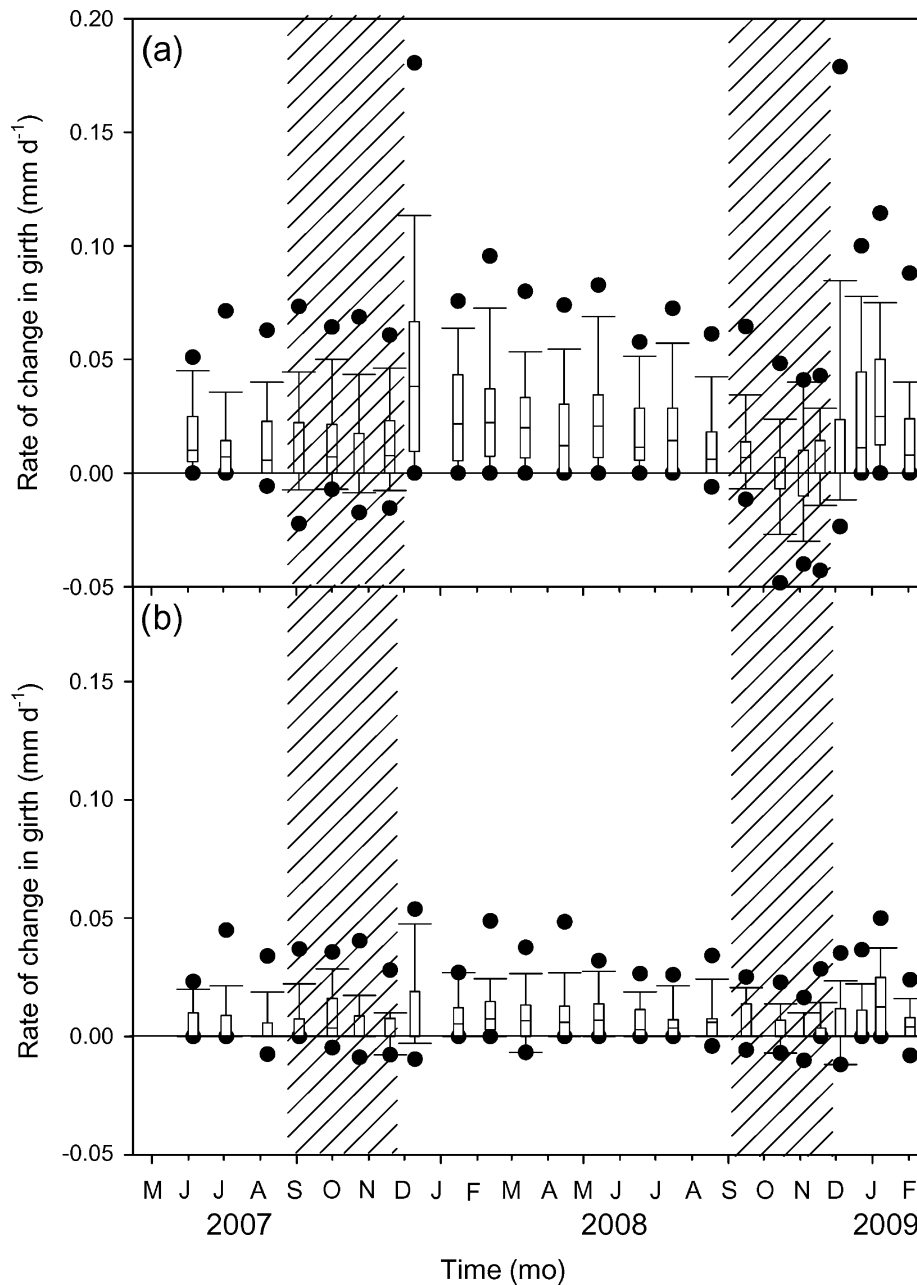 (a)
0.20
0.15
0.10
0.05
0.00
-0.05
Rate of change in girth (mm d⁻¹)
(b)
0.15
0.10
0.05
0.00
-0.05
Rate of change in girth (mm d⁻¹)
M J J A S O N D J F M A M J J A S O N D J F
2007 2008 2009
Time (mo)